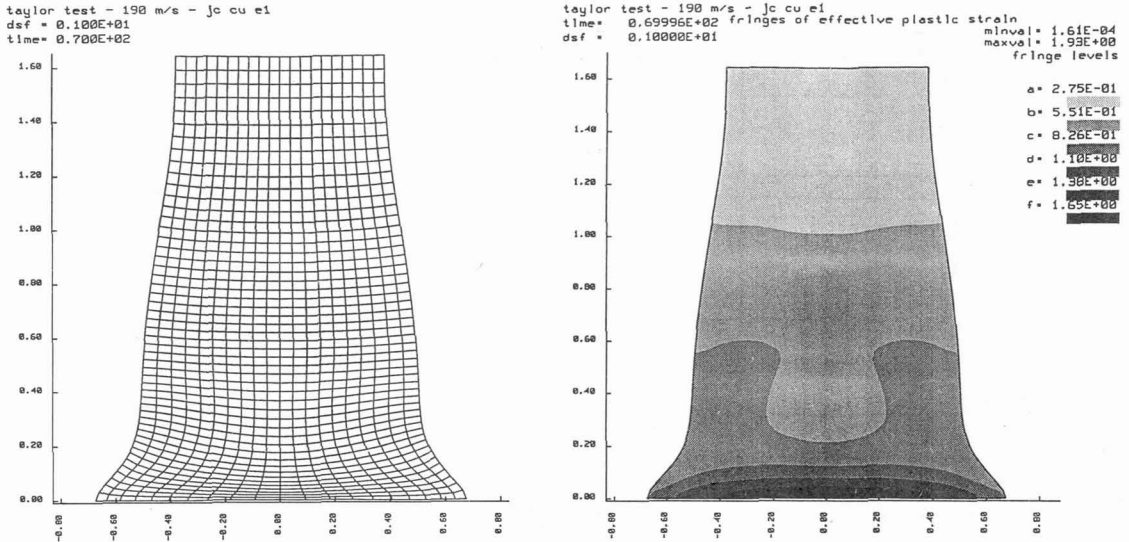 taylor test - 190 m/s - jc cu e1
dsf = 0.100E+01
time= 0.700E+02
1.60
1.40
1.20
1.00
0.80
0.60
0.40
0.20
0.00
-0.80
-0.60
-0.40
-0.20
0.00
0.20
0.40
0.60
0.80
taylor test - 190 m/s - jc cu e1
time= 0.69996E+02 fringes of effective plastic strain
dsf = 0.10000E+01
minval= 1.61E-04
maxval= 1.93E+00
fringe levels
a= 2.75E-01
b= 5.51E-01
c= 8.26E-01
d= 1.10E+00
e= 1.38E+00
f= 1.65E+00
1.60
1.40
1.20
1.00
0.80
0.60
0.40
0.20
0.00
-0.80
-0.60
-0.40
-0.20
0.00
0.20
0.40
0.60
0.80